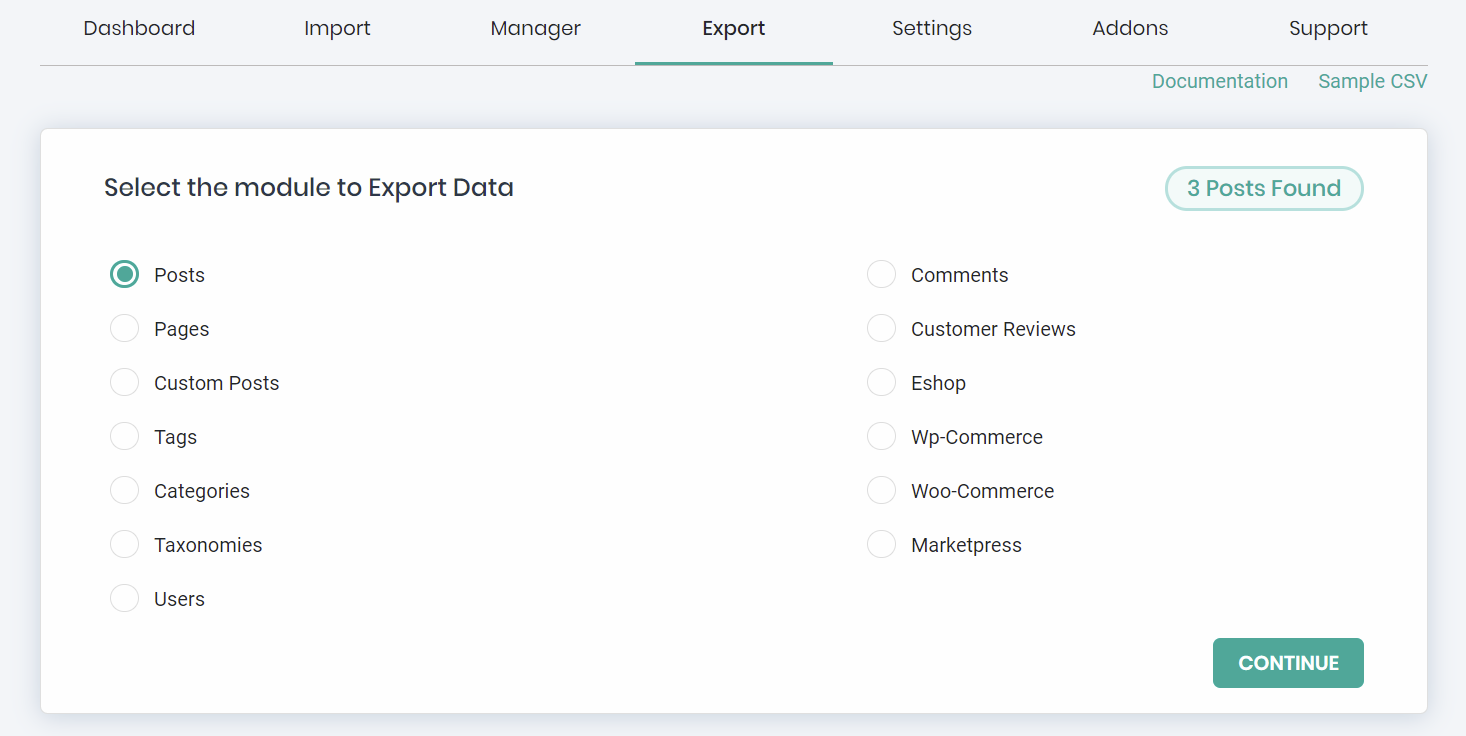 Dashboard Import Manager Export Settings Addons Support
Documentation Sample CSV
Select the module to Export Data
3 Posts Found
Posts
Pages
Custom Posts
Tags
Categories
Taxonomies
Users
Comments
Customer Reviews
Eshop
Wp-Commerce
Woo-Commerce
Marketpress
CONTINUE